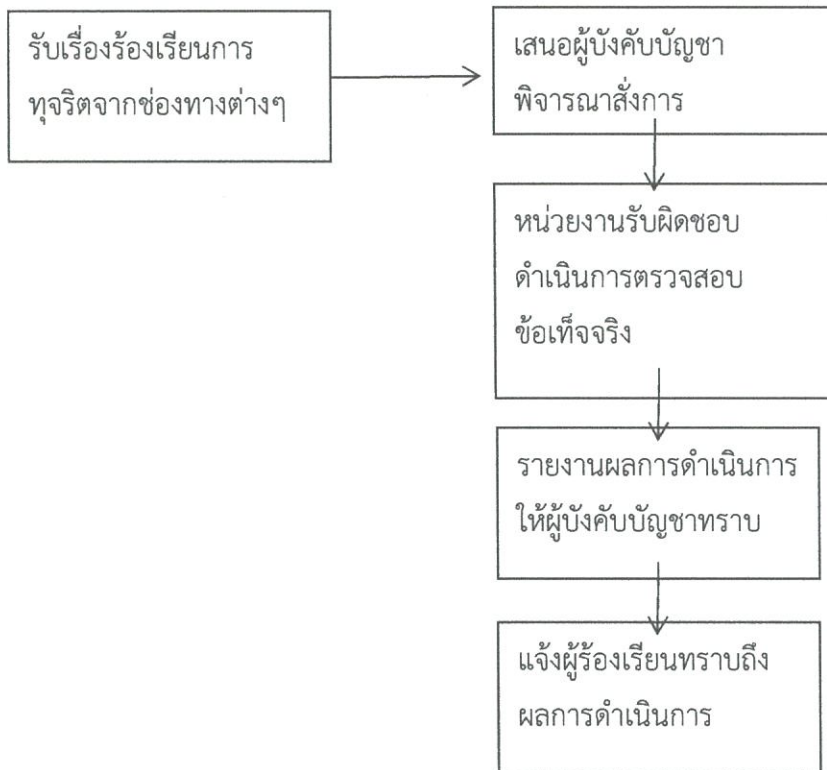 รับเรื่องร้องเรียนการ
ทุจริตจากช่องทางต่างๆ
เสนอผู้บังคับบัญชา
พิจารณาสั่งการ
หน่วยงานรับผิดชอบ
ดำเนินการตรวจสอบ
ข้อเท็จจริง
รายงานผลการดำเนินการ
ให้ผู้บังคับบัญชาทราบ
แจ้งผู้ร้องเรียนทราบถึง
ผลการดำเนินการ